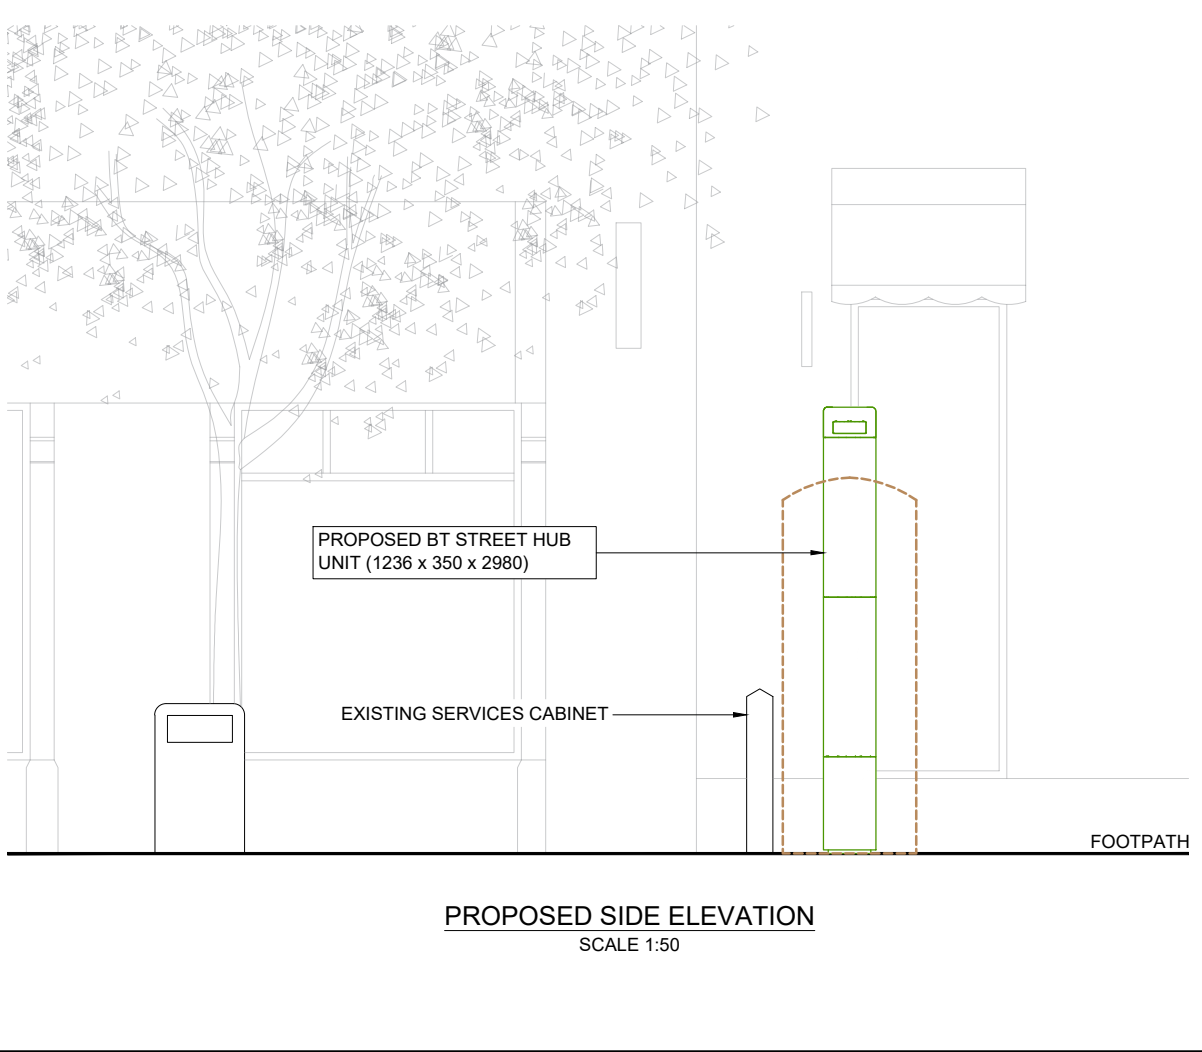 PROPOSED BT STREET HUB
UNIT (1236 x 350 x 2980)
EXISTING SERVICES CABINET
FOOTPATH
PROPOSED SIDE ELEVATION
SCALE 1:50